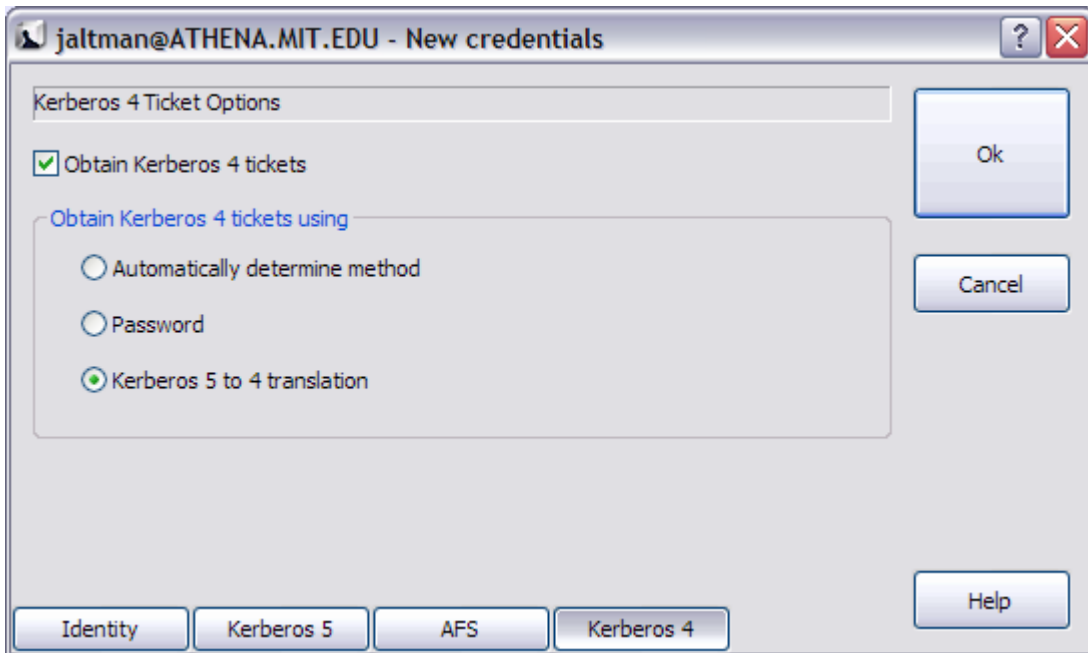 jaltman@ATHENA.MIT.EDU - New credentials
Kerberos 4 Ticket Options
Obtain Kerberos 4 tickets
Obtain Kerberos 4 tickets using
Automatically determine method
Password
Kerberos 5 to 4 translation
Ok
Cancel
Help
Identity
Kerberos 5
AFS
Kerberos 4